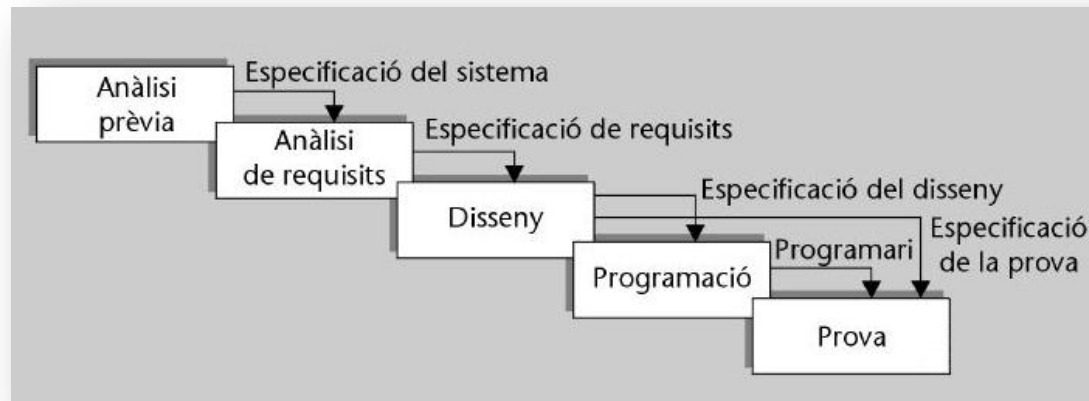 Anàlisi
prèvia
Especificació del sistema
Anàlisi
de requisits
Especificació de requisits
Disseny
Especificació del disseny
Especificació
de la prova
Programació
Programari
Prova